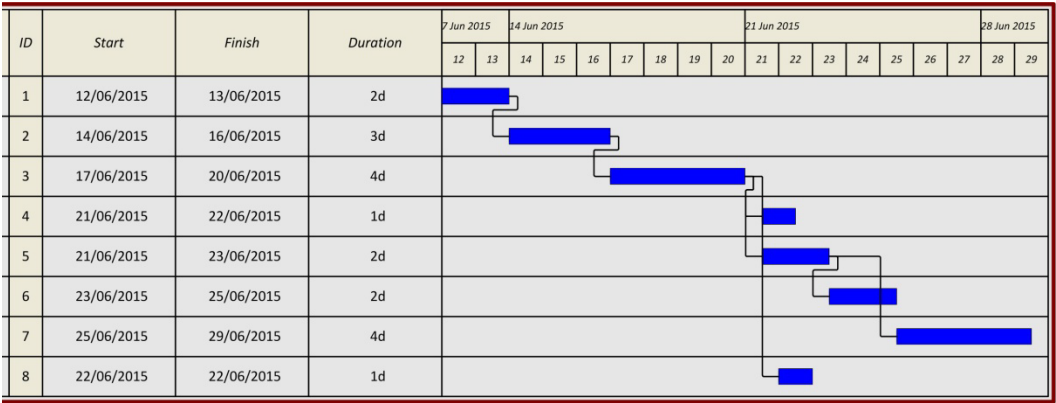 ID Start Finish Duration 7 Jun 2015 14 Jun 2015 21 Jun 2015 28 Jun 2015
12 13 14 15 16 17 18 19 20 21 22 23 24 25 26 27 28 29
1 12/06/2015 13/06/2015 2d
2 14/06/2015 16/06/2015 3d
3 17/06/2015 20/06/2015 4d
4 21/06/2015 22/06/2015 1d
5 21/06/2015 23/06/2015 2d
6 23/06/2015 25/06/2015 2d
7 25/06/2015 29/06/2015 4d
8 22/06/2015 22/06/2015 1d